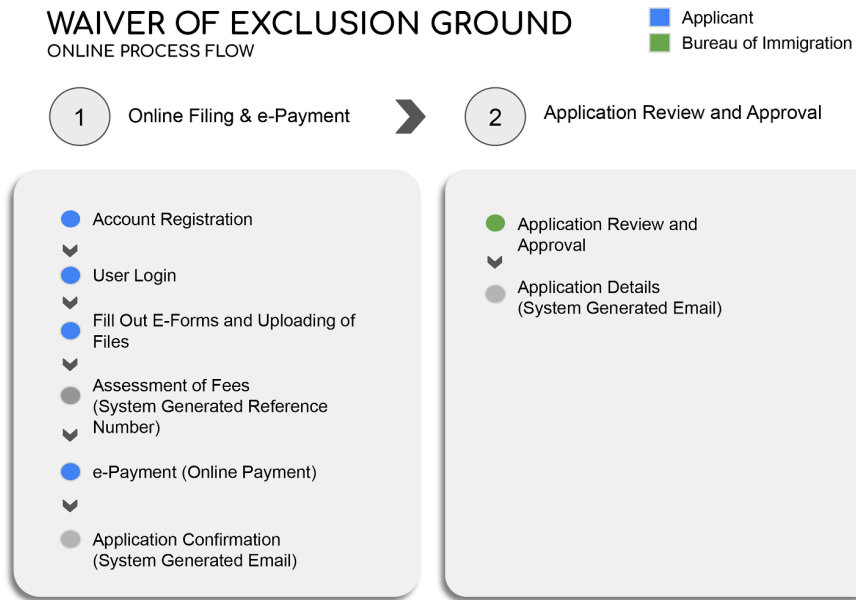 WAIVER OF EXCLUSION GROUND
ONLINE PROCESS FLOW
Applicant
Bureau of Immigration
1
Online Filing & e-Payment
2
Application Review and Approval
Account Registration
User Login
Fill Out E-Forms and Uploading of
Files
Assessment of Fees
(System Generated Reference
Number)
e-Payment (Online Payment)
Application Confirmation
(System Generated Email)
Application Review and
Approval
Application Details
(System Generated Email)